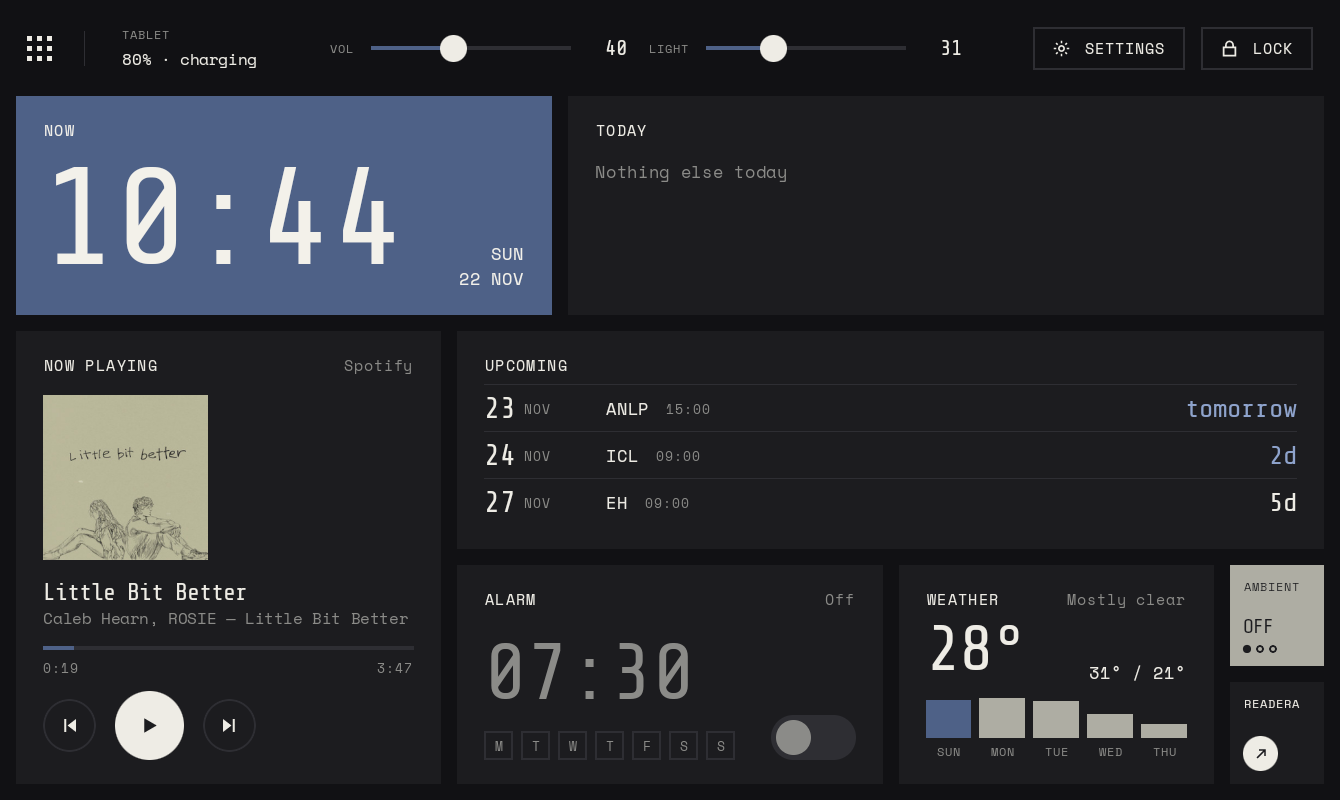 TABLET
80% · charging
VOL 40 LIGHT 31
SETTINGS
LOCK
NOW
10:44
SUN
22 NOV
TODAY
Nothing else today
NOW PLAYING Spotify
Little bit better
Little Bit Better
Caleb Hearn, ROSIE — Little Bit Better
0:19 3:47
UPCOMING
23 NOV ANLP 15:00 tomorrow
24 NOV ICL 09:00 2d
27 NOV EH 09:00 5d
ALARM Off
07:30
M T W T F S S
WEATHER Mostly clear
28° 31° / 21°
SUN MON TUE WED THU
AMBIENT
OFF
READERA